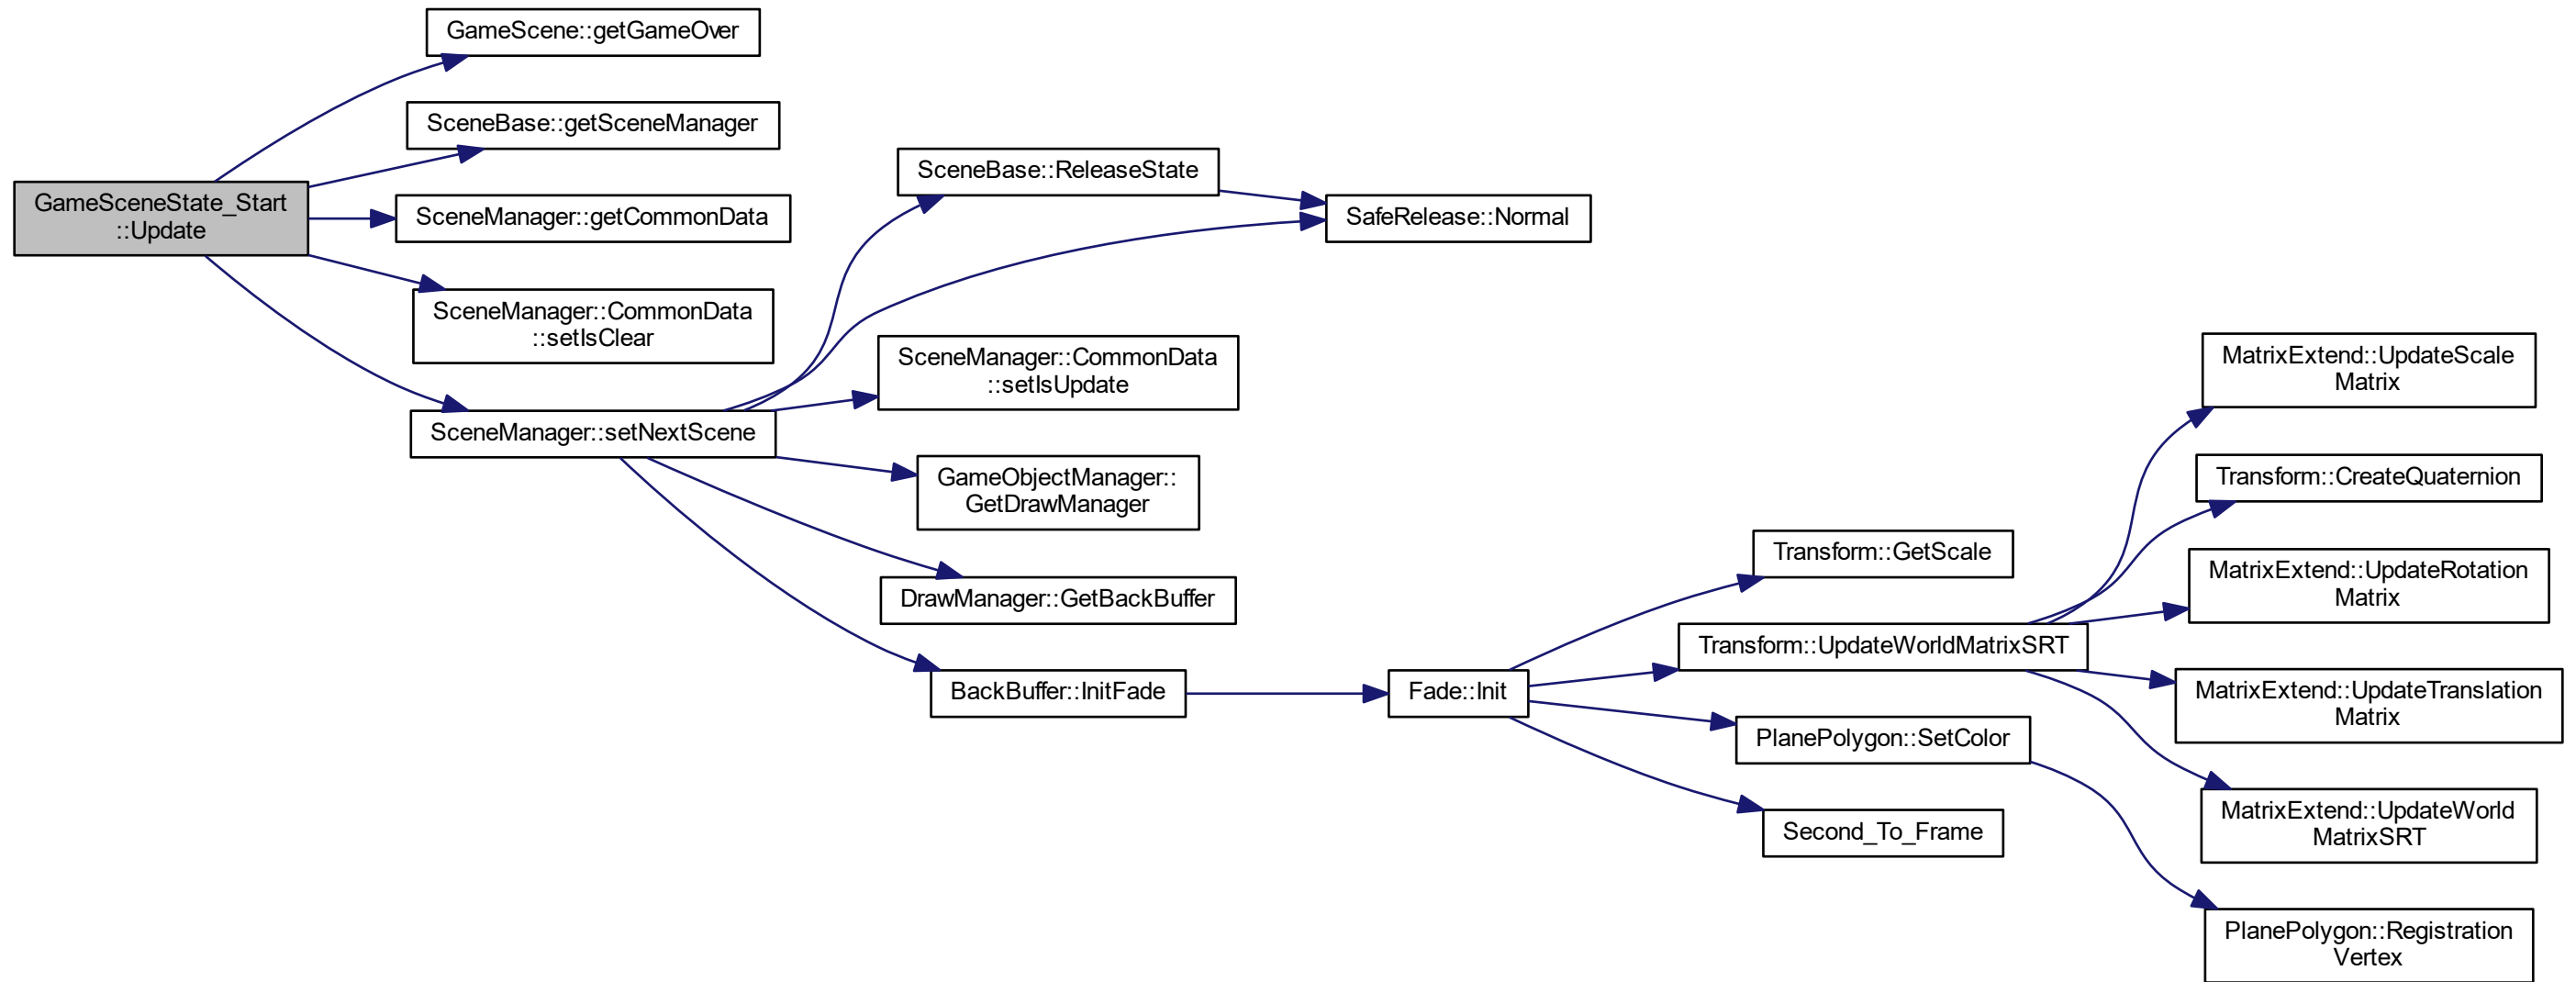 GameScene::getGameOver
SceneBase::getSceneManager
GameSceneState_Start
::Update
SceneManager::getCommonData
SceneManager::CommonData
::setIsClear
SceneManager::setNextScene
SceneBase::ReleaseState
SafeRelease::Normal
SceneManager::CommonData
::setIsUpdate
GameObjectManager::
GetDrawManager
DrawManager::GetBackBuffer
BackBuffer::InitFade
Fade::Init
Transform::GetScale
Transform::UpdateWorldMatrixSRT
PlanePolygon::SetColor
Second_To_Frame
MatrixExtend::UpdateScale
Matrix
Transform::CreateQuaternion
MatrixExtend::UpdateRotation
Matrix
MatrixExtend::UpdateTranslation
Matrix
MatrixExtend::UpdateWorld
MatrixSRT
PlanePolygon::Registration
Vertex